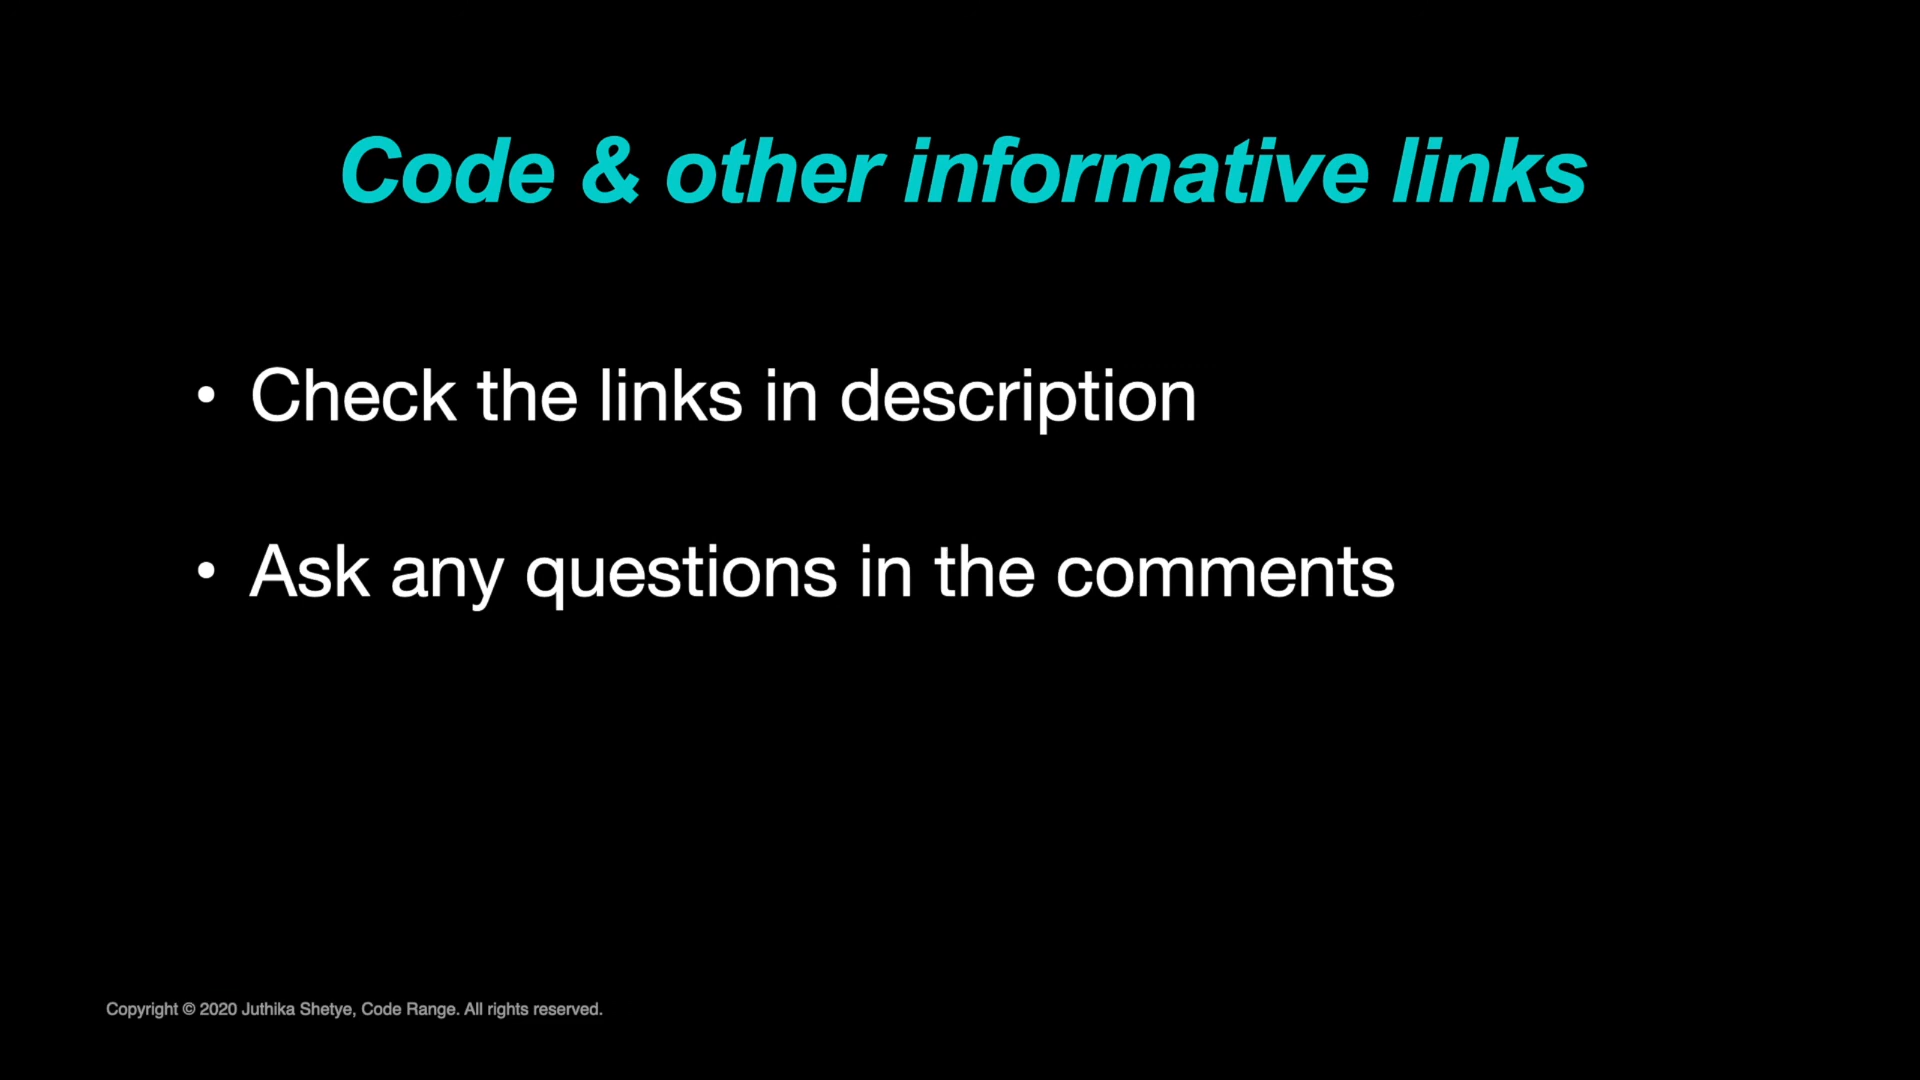 Code & other informative links
• Check the links in description
• Ask any questions in the comments
Copyright © 2020 Juthika Shetye, Code Range. All rights reserved.